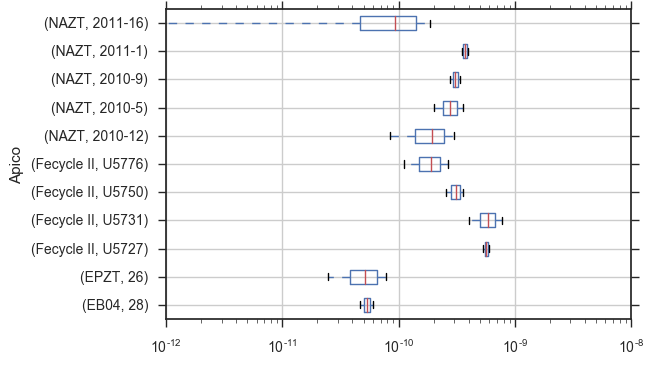 (NAZT, 2011-16)
(NAZT, 2011-1)
(NAZT, 2010-9)
(NAZT, 2010-5)
(NAZT, 2010-12)
(Fecycle II, U5776)
(Fecycle II, U5750)
(Fecycle II, U5731)
(Fecycle II, U5727)
(EPZT, 26)
(EB04, 28)
Apico
10⁻¹² 10⁻¹¹ 10⁻¹⁰ 10⁻⁹ 10⁻⁸